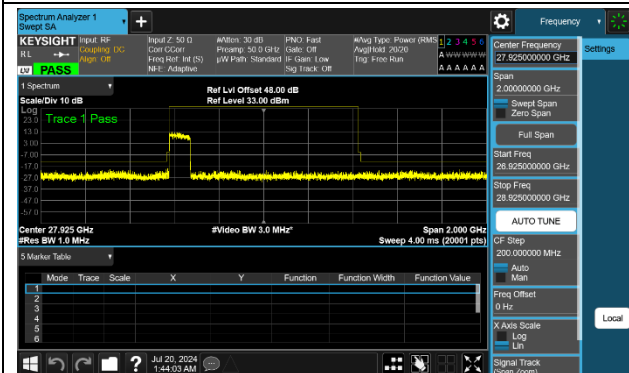 Spectrum Analyzer 1
Swept SA
+
Frequency
KEYSIGHT Input: RF
RL Coupling: DC
Align: Off
Input Z: 50 Ω
Corr CCorr
Freq Ref: Int (S)
NFE: Adaptive
#Atten: 30 dB
Preamp: 50.0 GHz
µW Path: Standard
PNO: Fast
Gate: Off
IF Gain: Low
Sig Track: Off
#Avg Type: Power (RMS
Avg|Hold: 20/20
Trig: Free Run
1 2 3 4 5 6
A W W W W W
A A A A A A
LW PASS
1 Spectrum
Scale/Div 10 dB
Ref Lvl Offset 48.00 dB
Ref Level 33.00 dBm
Log
Trace 1 Pass
23.0
13.0
3.00
-7.00
-17.0
-27.0
-37.0
-47.0
-57.0
Center 27.925 GHz
#Res BW 1.0 MHz
#Video BW 3.0 MHz*
Span 2.000 GHz
Sweep 4.00 ms (20001 pts)
5 Marker Table
Mode Trace Scale X Y Function Function Width Function Value
1
2
3
4
5
6
Jul 20, 2024
1:44:03 AM
Center Frequency
27.925000000 GHz
Settings
Span
2.00000000 GHz
Swept Span
Zero Span
Full Span
Start Freq
26.925000000 GHz
Stop Freq
28.925000000 GHz
AUTO TUNE
CF Step
200.000000 MHz
Auto
Man
Freq Offset
0 Hz
X Axis Scale
Log
Lin
Local
Signal Track
(Span Zoom)